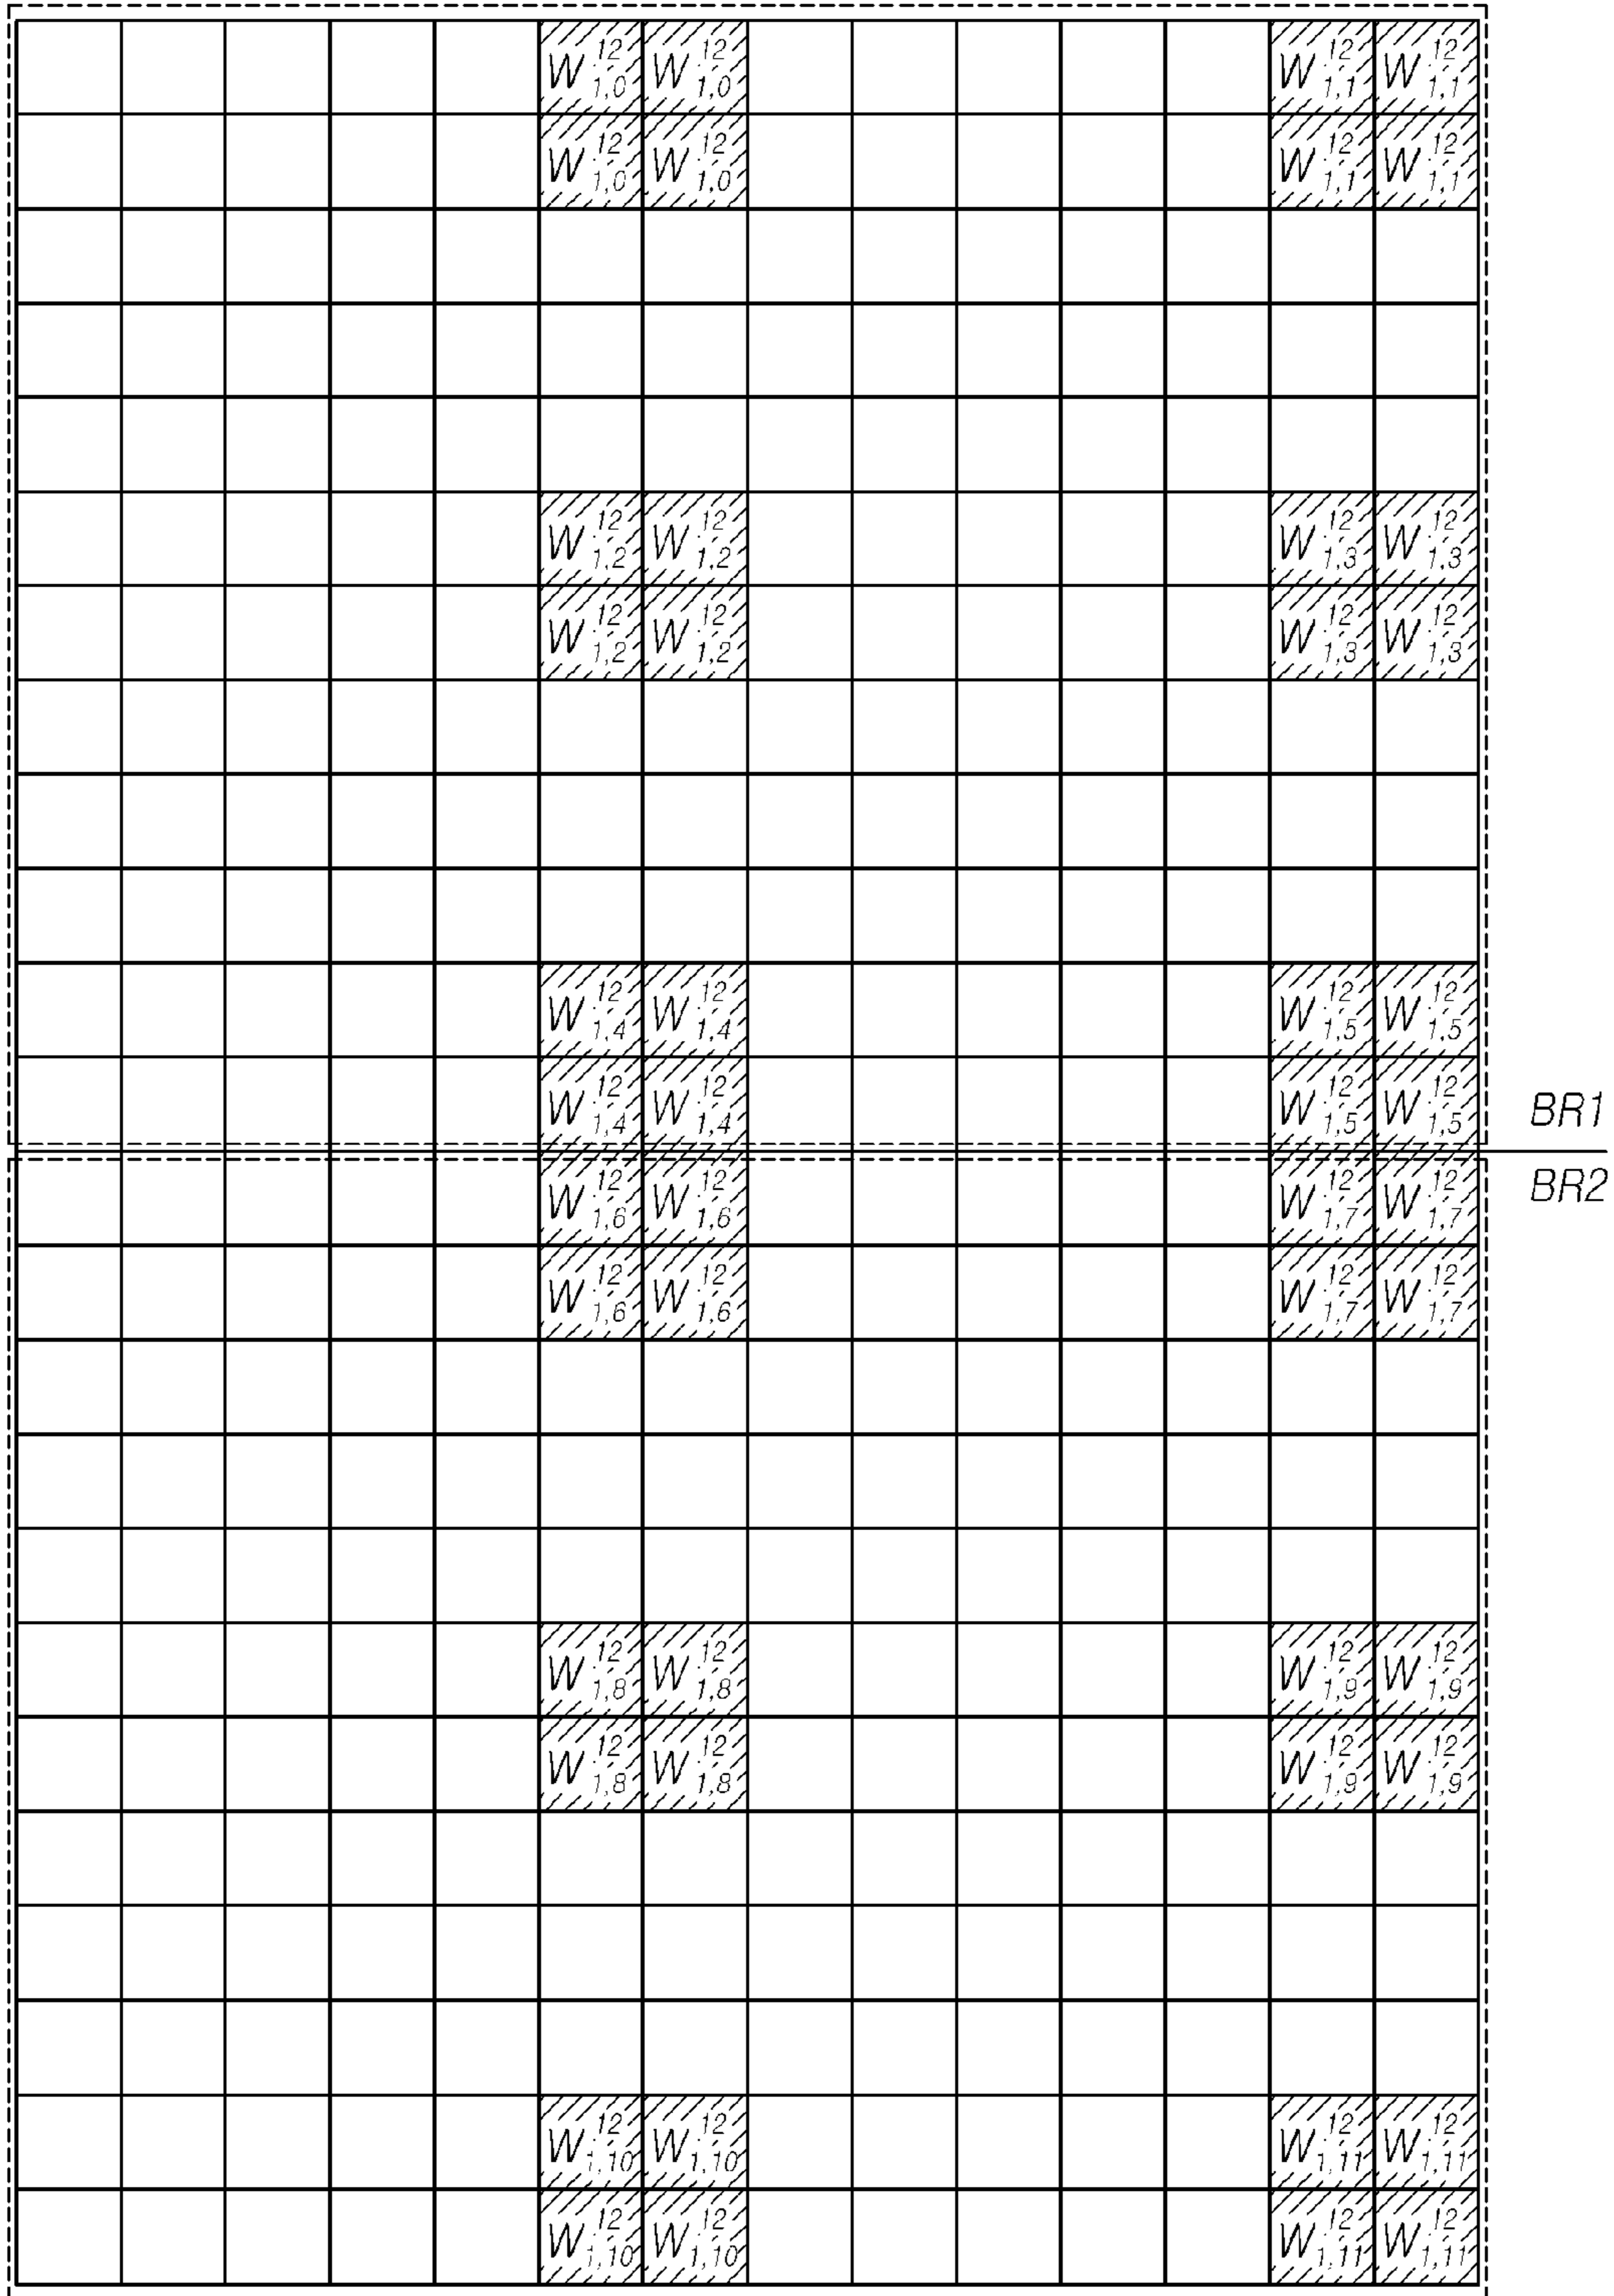 W 12 1,0 W 12 1,0 W 12 1,1 W 12 1,1
W 12 1,0 W 12 1,0 W 12 1,1 W 12 1,1
W 12 1,2 W 12 1,2 W 12 1,3 W 12 1,3
W 12 1,2 W 12 1,2 W 12 1,3 W 12 1,3
W 12 1,4 W 12 1,4 W 12 1,5 W 12 1,5
W 12 1,4 W 12 1,4 W 12 1,5 W 12 1,5 BR1
W 12 1,6 W 12 1,6 W 12 1,7 W 12 1,7 BR2
W 12 1,6 W 12 1,6 W 12 1,7 W 12 1,7
W 12 1,8 W 12 1,8 W 12 1,9 W 12 1,9
W 12 1,8 W 12 1,8 W 12 1,9 W 12 1,9
W 12 1,10 W 12 1,10 W 12 1,11 W 12 1,11
W 12 1,10 W 12 1,10 W 12 1,11 W 12 1,11